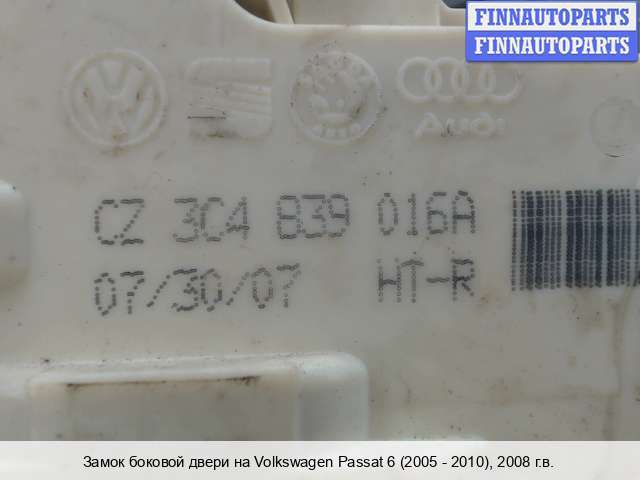 FINNAUTOPARTS
FINNAUTOPARTS
Audi
CZ 3C4 839 016A
07/30/07 HT-R
Замок боковой двери на Volkswagen Passat 6 (2005 - 2010), 2008 г.в.